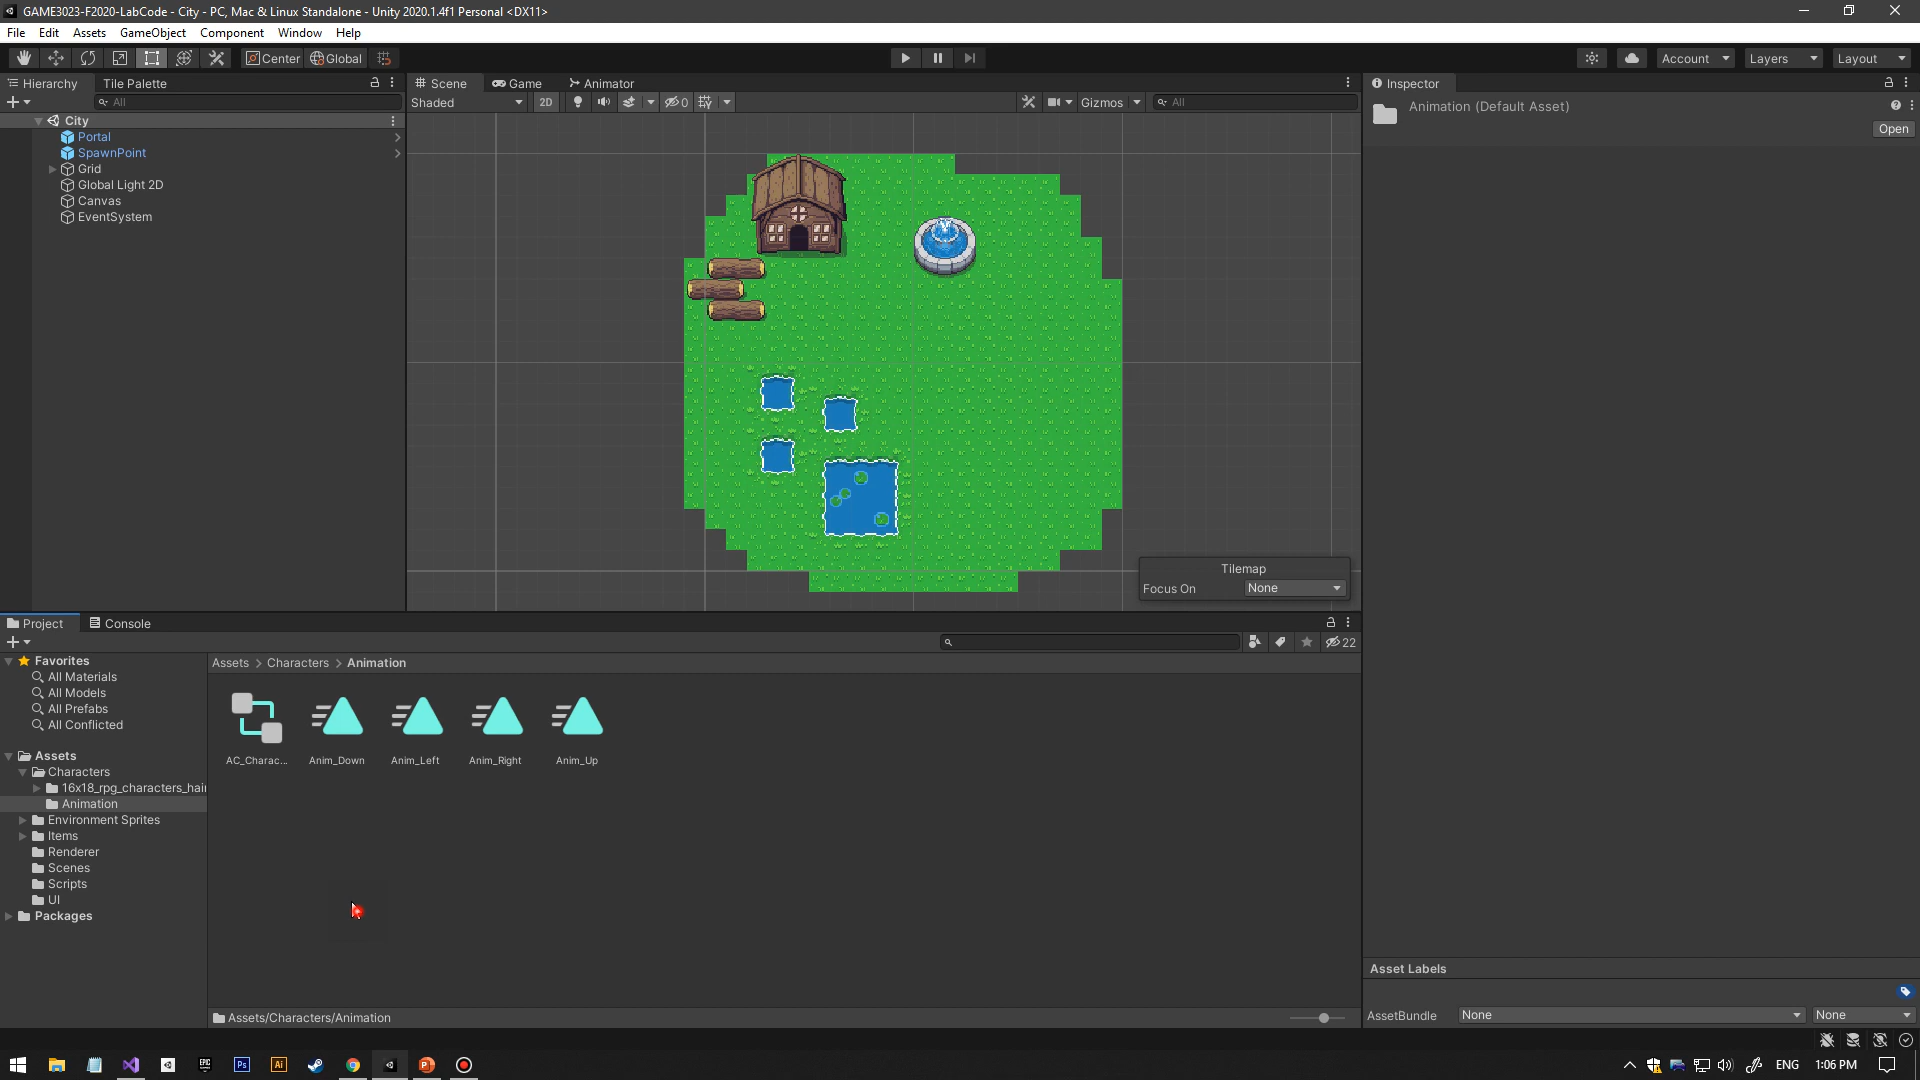 GAME3023-F2020-LabCode - City - PC, Mac & Linux Standalone - Unity 2020.1.4f1 Personal <DX11>
File Edit Assets GameObject Component Window Help
Center Global Account Layers Layout
Hierarchy Tile Palette
All
City
Portal
SpawnPoint
Grid
Global Light 2D
Canvas
EventSystem
Scene Game Animator
Shaded 2D 0 Gizmos All
Tilemap
Focus On None
Inspector
Animation (Default Asset)
Open
Project Console
22
Favorites
All Materials
All Models
All Prefabs
All Conflicted
Assets
Characters
16x18_rpg_characters_hair
Animation
Environment Sprites
Items
Renderer
Scenes
Scripts
UI
Packages
Assets > Characters > Animation
AC_Charac... Anim_Down Anim_Left Anim_Right Anim_Up
Assets/Characters/Animation
Asset Labels
AssetBundle None None
Ps Ai EPIC P
ENG 1:06 PM